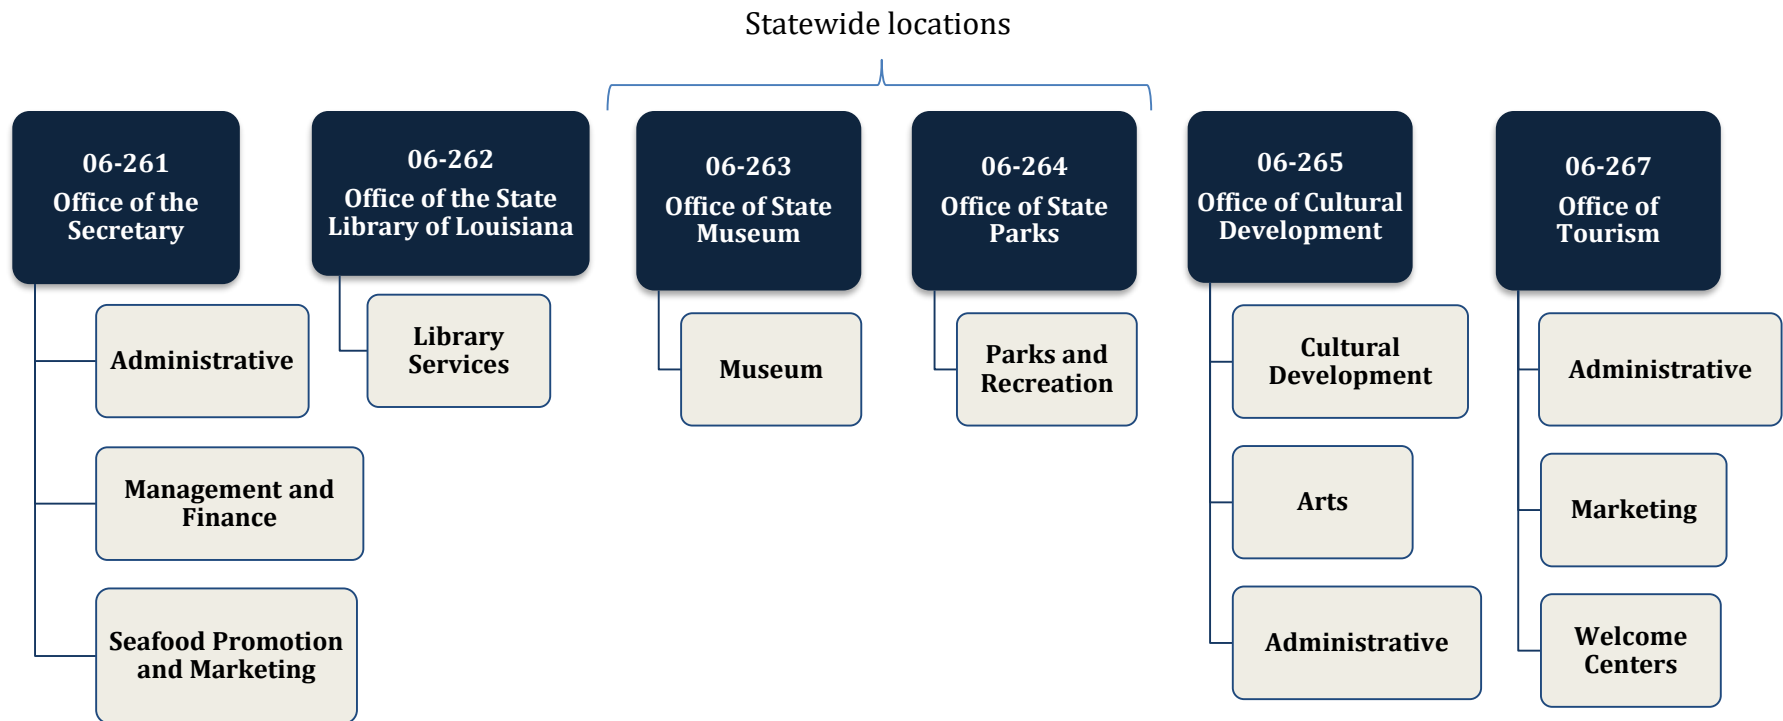 Statewide locations
06-261
Office of the
Secretary
Administrative
Management and
Finance
Seafood Promotion
and Marketing
06-262
Office of the State
Library of Louisiana
Library
Services
06-263
Office of State
Museum
Museum
06-264
Office of State
Parks
Parks and
Recreation
06-265
Office of Cultural
Development
Cultural
Development
Arts
Administrative
06-267
Office of
Tourism
Administrative
Marketing
Welcome
Centers